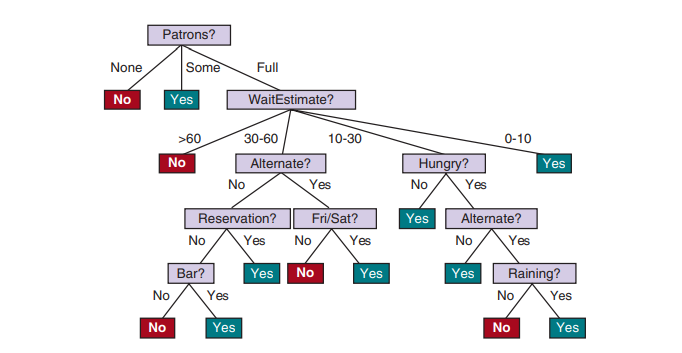 Patrons?
None Some Full
No Yes WaitEstimate?
>60 30-60 10-30 0-10
No Alternate? Hungry? Yes
No Yes No Yes
Reservation? Fri/Sat? Yes Alternate?
No Yes No Yes No Yes
Bar? Yes No Yes Yes Raining?
No Yes No Yes
No Yes No Yes